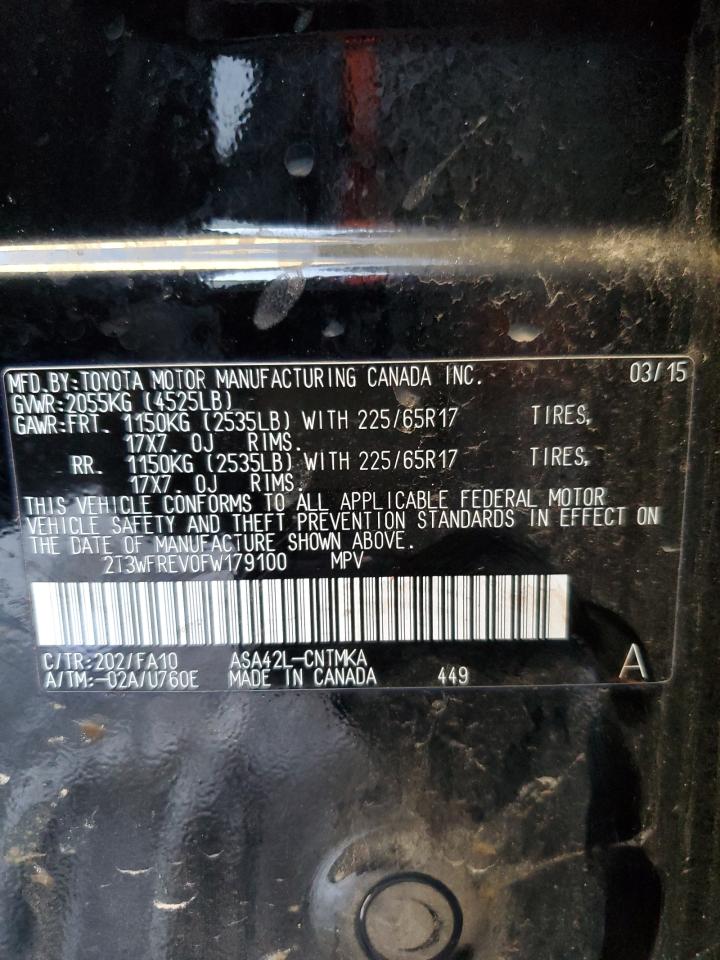 MFD.BY:TOYOTA MOTOR MANUFACTURING CANADA INC. 03/15
GVWR:2055KG (4525LB)
GAWR:FRT. 1150KG (2535LB) WITH 225/65R17 TIRES,
17X7.0J RIMS.
RR. 1150KG (2535LB) WITH 225/65R17 TIRES,
17X7.0J RIMS.
THIS VEHICLE CONFORMS TO ALL APPLICABLE FEDERAL MOTOR
VEHICLE SAFETY AND THEFT PREVENTION STANDARDS IN EFFECT ON
THE DATE OF MANUFACTURE SHOWN ABOVE.
2T3WFREV0FW179100 MPV
C/TR:202/FA10 ASA42L-CNTMKA
A/TM:-02A/U760E MADE IN CANADA 449 A